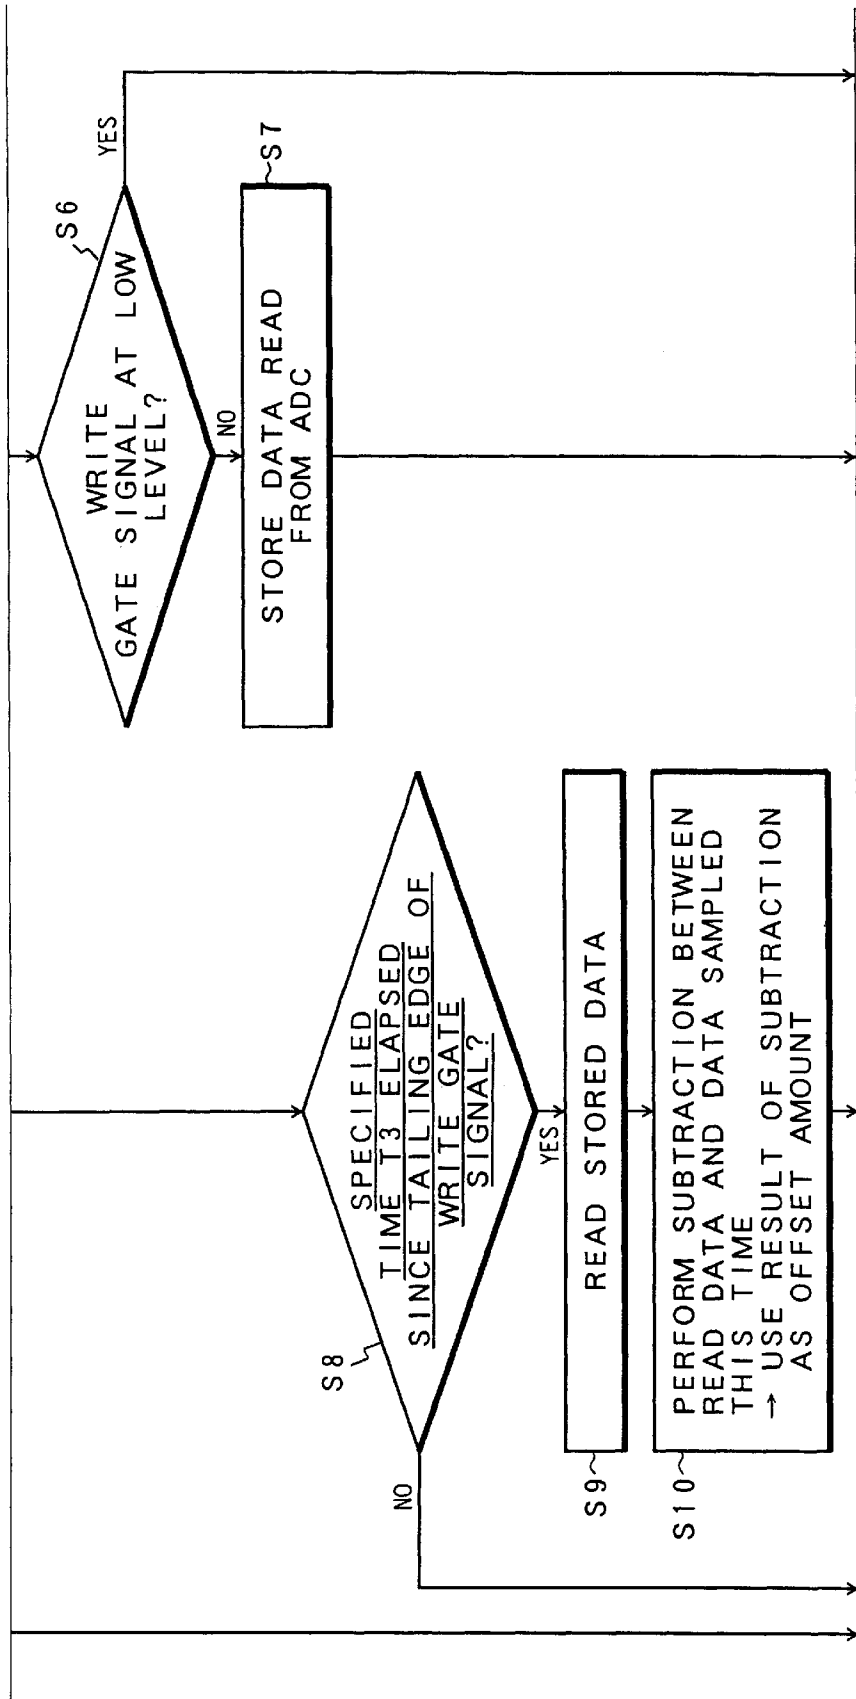 S8
SPECIFIED
TIME T3 ELAPSED
SINCE TAILING EDGE OF
WRITE GATE
SIGNAL?
NO
YES
S9
READ STORED DATA
S10
PERFORM SUBTRACTION BETWEEN
READ DATA AND DATA SAMPLED
THIS TIME
→ USE RESULT OF SUBTRACTION
AS OFFSET AMOUNT
S6
WRITE
GATE SIGNAL AT LOW
LEVEL?
YES
NO
S7
STORE DATA READ
FROM ADC